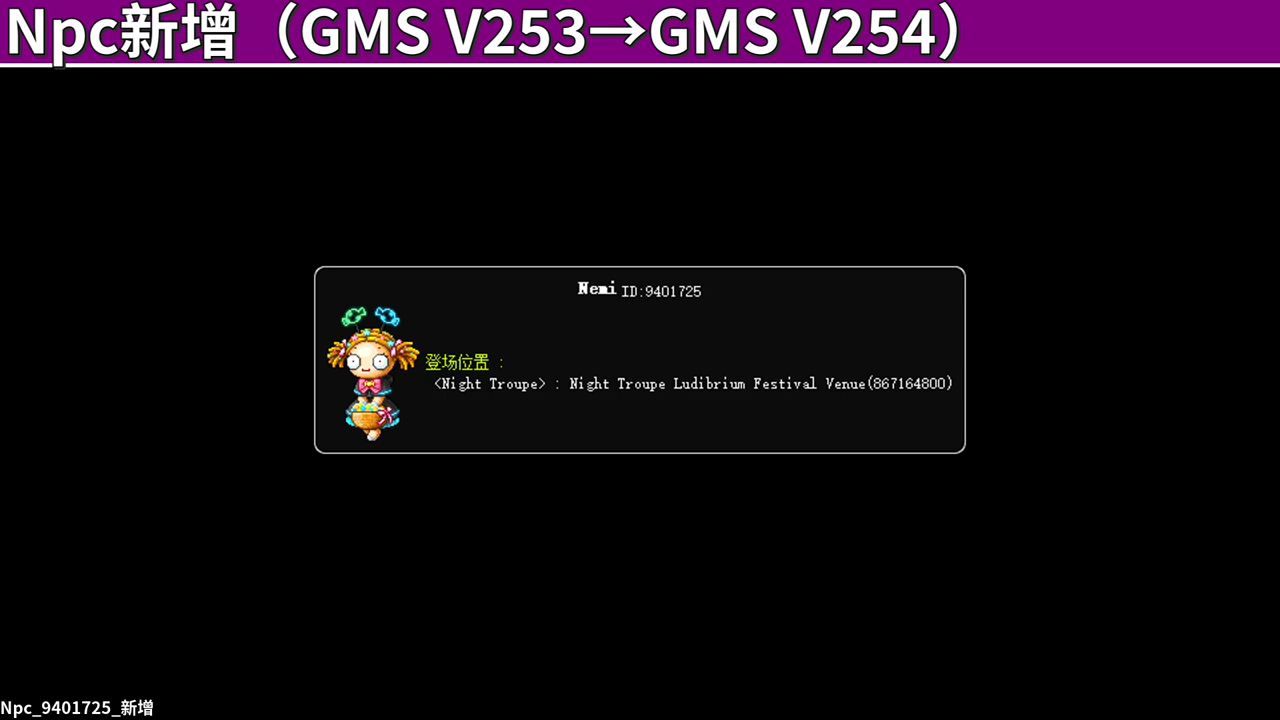 Npc新增（GMS V253→GMS V254）
Nemi ID:9401725
登场位置 :
<Night Troupe> : Night Troupe Ludibrium Festival Venue(867164800)
Npc_9401725_新增